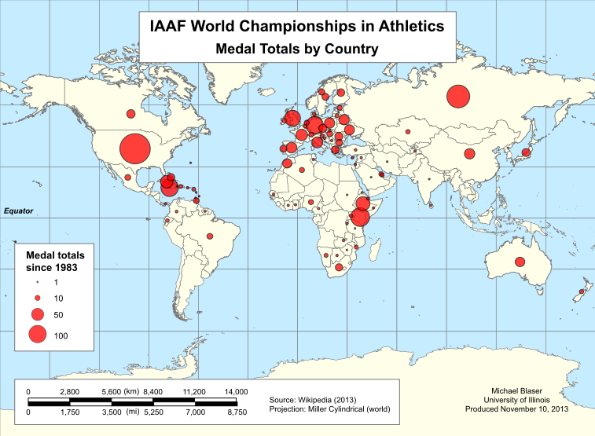 IAAF World Championships in Athletics
Medal Totals by Country
Equator
Medal totals
since 1983
1
10
50
100
0 2,800 5,600 (km) 8,400 11,200 14,000
0 1,750 3,500 (mi) 5,250 7,000 8,750
Source: Wikipedia (2013)
Projection: Miller Cylindrical (world)
Michael Blaser
University of Illinois
Produced November 10, 2013